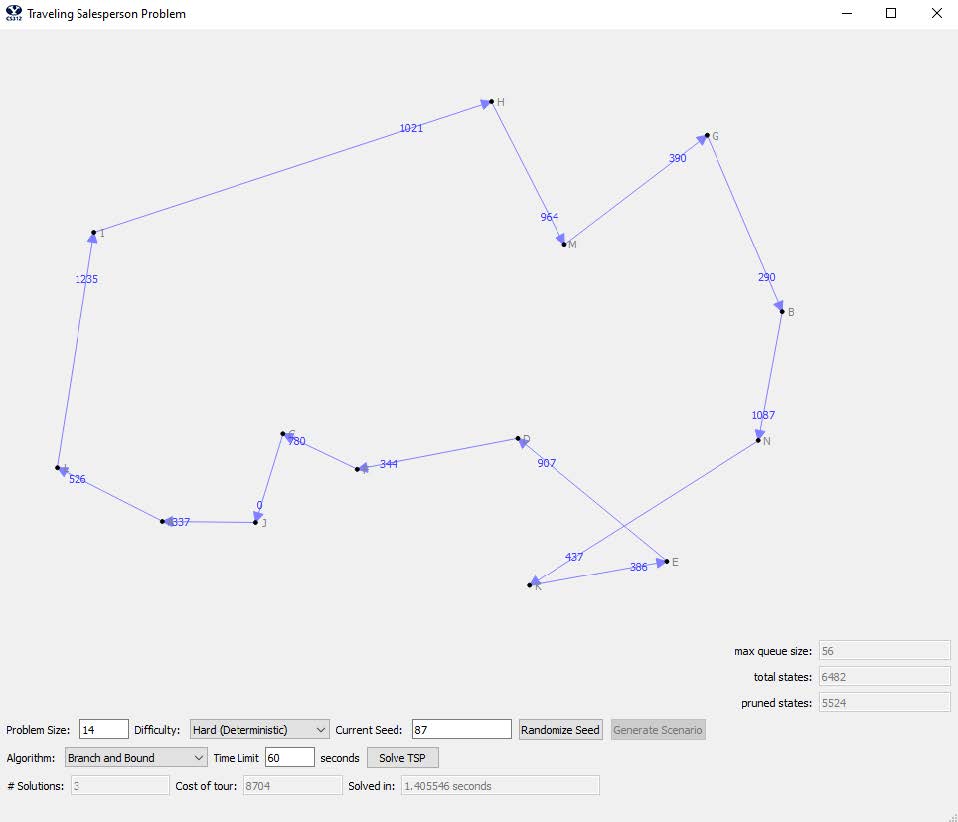 CS312 Traveling Salesperson Problem
H
1021
G
390
964
M
I
1235
290
B
1087
N
C
780
D
344
907
526
0
337
J
437
386
E
K
max queue size: 56
total states: 6482
pruned states: 5524
Problem Size: 14 Difficulty: Hard (Deterministic) Current Seed: 87 Randomize Seed Generate Scenario
Algorithm: Branch and Bound Time Limit 60 seconds Solve TSP
# Solutions: 3 Cost of tour: 8704 Solved in: 1.405546 seconds